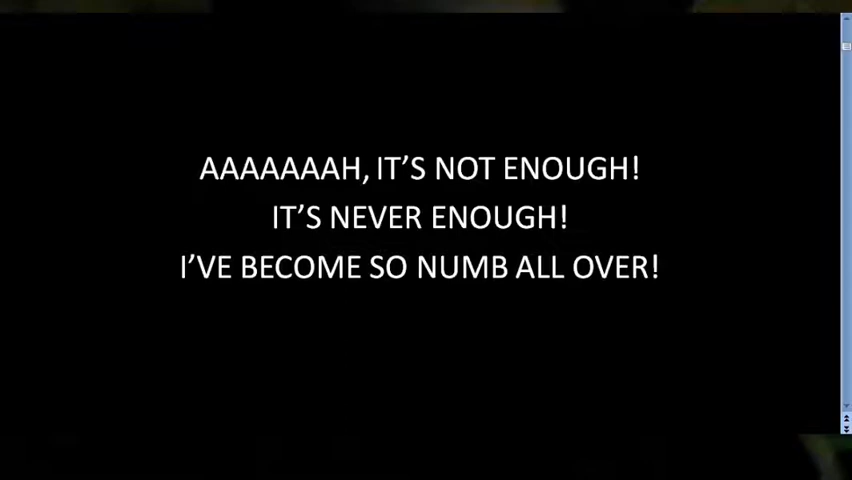 AAAAAAAH, IT’S NOT ENOUGH!
IT’S NEVER ENOUGH!
I’VE BECOME SO NUMB ALL OVER!